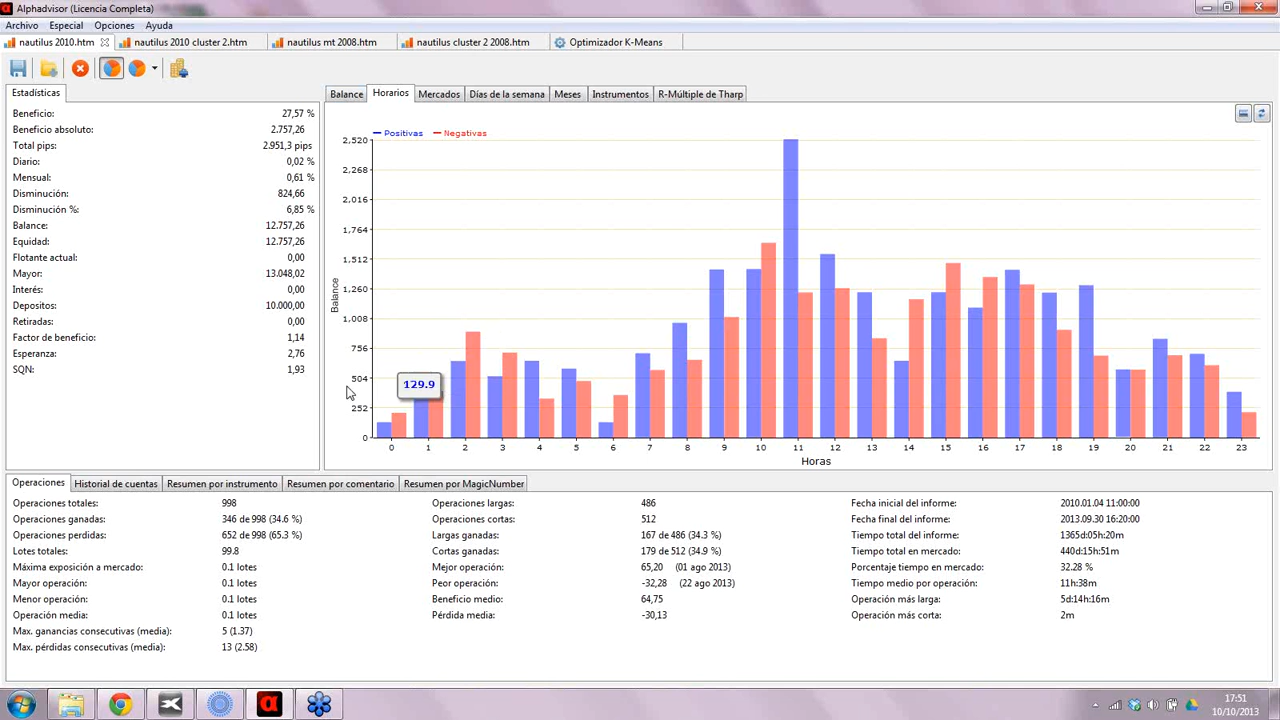 Alphadvisor (Licencia Completa)
Archivo Especial Opciones Ayuda
nautilus 2010.htm nautilus 2010 cluster 2.htm nautilus mt 2008.htm nautilus cluster 2 2008.htm Optimizador K-Means
Estadísticas
Beneficio: 27,57 %
Beneficio absoluto: 2.757,26
Total pips: 2.951,3 pips
Diario: 0,02 %
Mensual: 0,61 %
Disminución: 824,66
Disminución %: 6,85 %
Balance: 12.757,26
Equidad: 12.757,26
Flotante actual: 0,00
Mayor: 13.048,02
Interés: 0,00
Depositos: 10.000,00
Retiradas: 0,00
Factor de beneficio: 1,14
Esperanza: 2,76
SQN: 1,93
Balance Horarios Mercados Días de la semana Meses Instrumentos R-Múltiple de Tharp
Positivas Negativas
2,520
2,268
2,016
1,764
1,512
1,260
1,008
756
504
252
0
Balance
129.9
0 1 2 3 4 5 6 7 8 9 10 11 12 13 14 15 16 17 18 19 20 21 22 23
Horas
Operaciones Historial de cuentas Resumen por instrumento Resumen por comentario Resumen por MagicNumber
Operaciones totales: 998
Operaciones ganadas: 346 de 998 (34.6 %)
Operaciones perdidas: 652 de 998 (65.3 %)
Lotes totales: 99.8
Máxima exposición a mercado: 0.1 lotes
Mayor operación: 0.1 lotes
Menor operación: 0.1 lotes
Operación media: 0.1 lotes
Max. ganancias consecutivas (media): 5 (1.37)
Max. pérdidas consecutivas (media): 13 (2.58)
Operaciones largas: 486
Operaciones cortas: 512
Largas ganadas: 167 de 486 (34.3 %)
Cortas ganadas: 179 de 512 (34.9 %)
Mejor operación: 65,20 (01 ago 2013)
Peor operación: -32,28 (22 ago 2013)
Beneficio medio: 64,75
Pérdida media: -30,13
Fecha inicial del informe: 2010.01.04 11:00:00
Fecha final del informe: 2013.09.30 16:20:00
Tiempo total del informe: 1365d:05h:20m
Tiempo total en mercado: 440d:15h:51m
Porcentaje tiempo en mercado: 32.28 %
Tiempo medio por operación: 11h:38m
Operación más larga: 5d:14h:16m
Operación más corta: 2m
17:51
10/10/2013